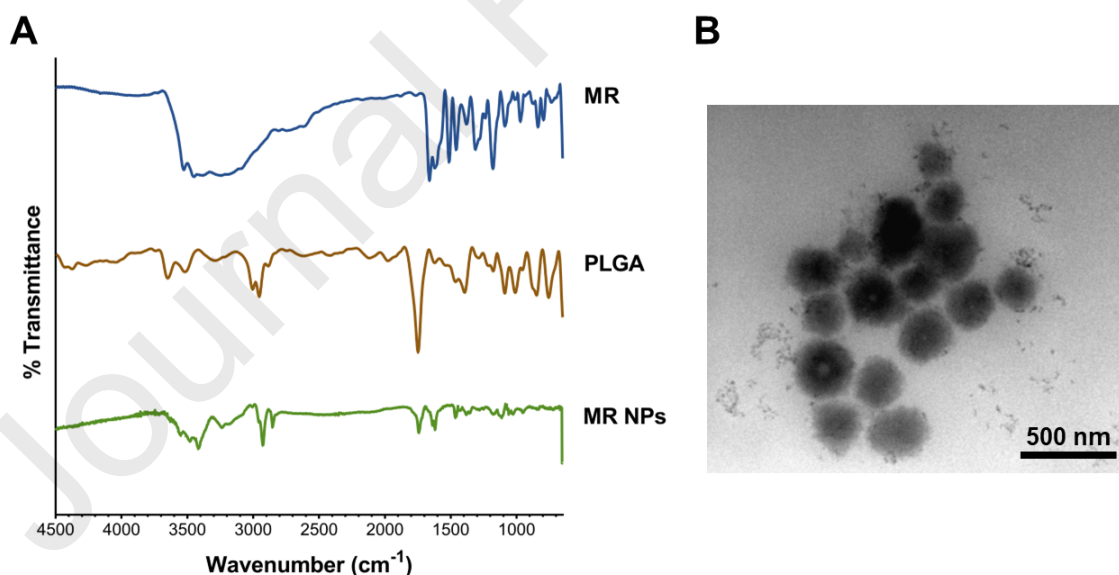 A
B
MR
PLGA
MR NPs
% Transmittance
4500 4000 3500 3000 2500 2000 1500 1000
Wavenumber (cm⁻¹)
500 nm
Journal P